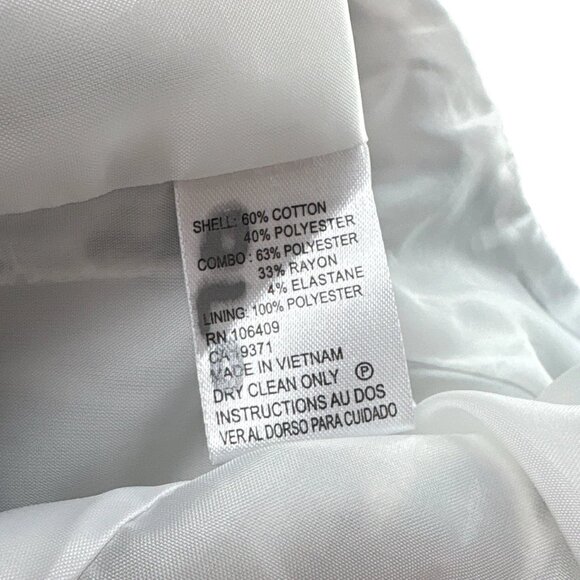 SHELL: 60% COTTON
40% POLYESTER
COMBO : 63% POLYESTER
33% RAYON
4% ELASTANE
LINING: 100% POLYESTER
RN 106409
CA 19371
MADE IN VIETNAM
DRY CLEAN ONLY Ⓟ
INSTRUCTIONS AU DOS
VER AL DORSO PARA CUIDADO